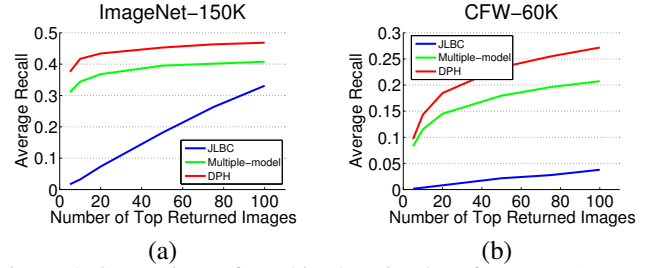 ImageNet−150K
0.5
0.4
0.3
0.2
0.1
0
0 20 40 60 80 100
Average Recall
Number of Top Returned Images
JLBC
Multiple−model
DPH
(a)
CFW−60K
0.3
0.25
0.2
0.15
0.1
0.05
0
0 20 40 60 80 100
Average Recall
Number of Top Returned Images
JLBC
Multiple−model
DPH
(b)